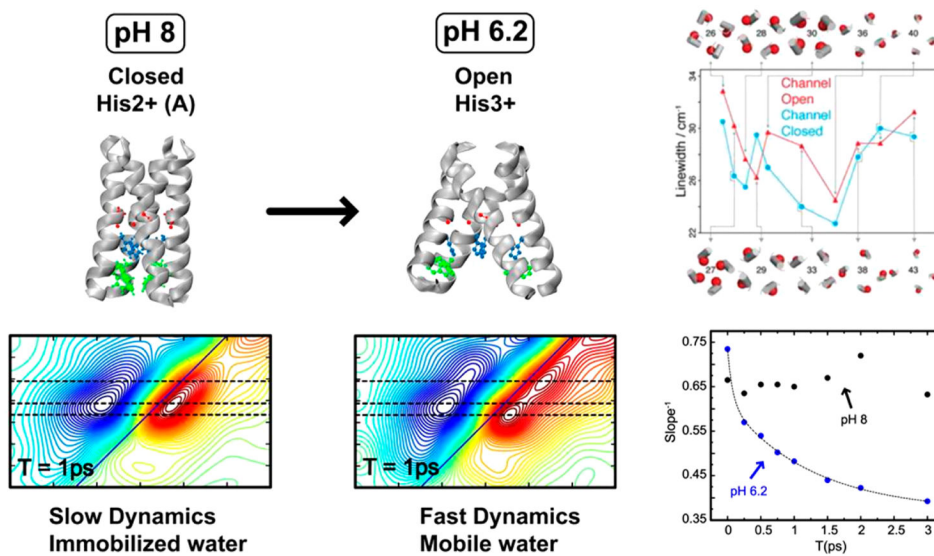 pH 8
Closed
His2+ (A)
pH 6.2
Open
His3+
T = 1ps
Slow Dynamics
Immobilized water
T = 1ps
Fast Dynamics
Mobile water
26 28 30 36 40
Channel
Open
Channel
Closed
Linewidth / cm⁻¹
34
30
26
22
27 29 33 38 43
Slope⁻¹
0.75
0.65
0.55
0.45
0.35
pH 8
pH 6.2
0 0.5 1 1.5 2 2.5 3
T(ps)